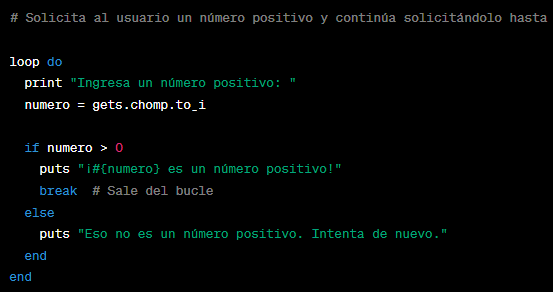 # Solicita al usuario un número positivo y continúa solicitándolo hasta
loop do
print "Ingresa un número positivo: "
numero = gets.chomp.to_i
if numero > 0
puts "¡#{numero} es un número positivo!"
break # Sale del bucle
else
puts "Eso no es un número positivo. Intenta de nuevo."
end
end